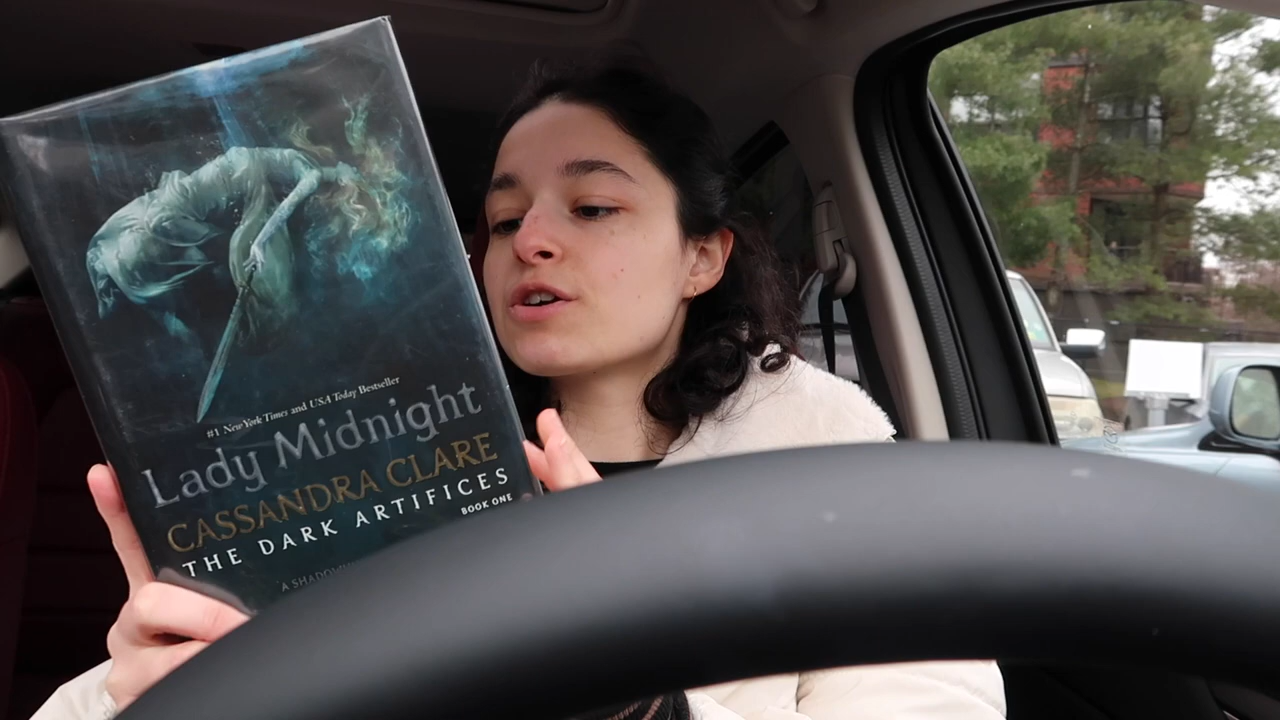 #1 New York Times and USA Today Bestseller
Lady Midnight
CASSANDRA CLARE
THE DARK ARTIFICES
BOOK ONE
A